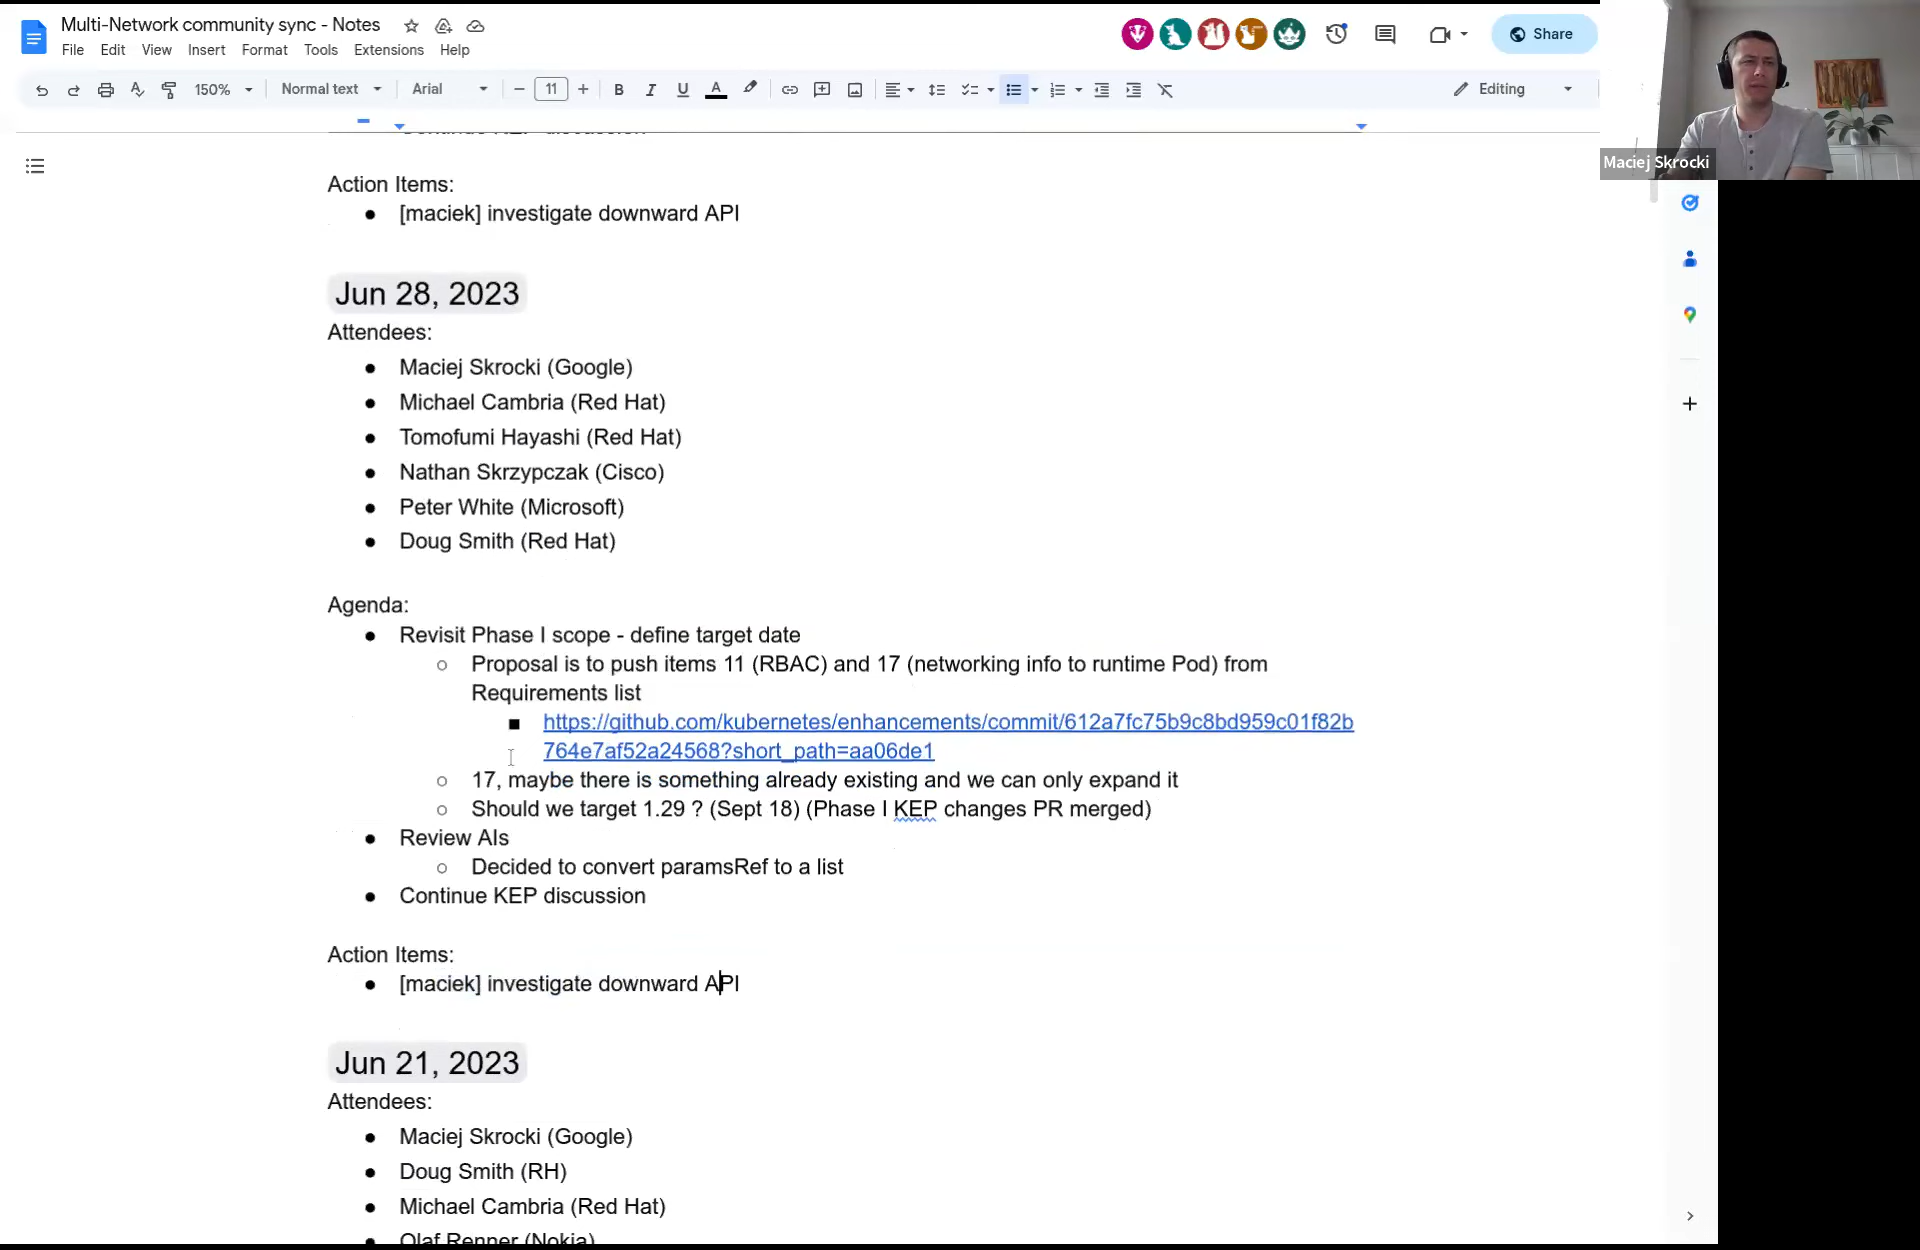 Multi-Network community sync - Notes
File Edit View Insert Format Tools Extensions Help
Share
150% Normal text Arial 11 B I U A Editing
Maciej Skrocki
Action Items:
● [maciek] investigate downward API
Jun 28, 2023
Attendees:
● Maciej Skrocki (Google)
● Michael Cambria (Red Hat)
● Tomofumi Hayashi (Red Hat)
● Nathan Skrzypczak (Cisco)
● Peter White (Microsoft)
● Doug Smith (Red Hat)
Agenda:
● Revisit Phase I scope - define target date
○ Proposal is to push items 11 (RBAC) and 17 (networking info to runtime Pod) from
Requirements list
■ https://github.com/kubernetes/enhancements/commit/612a7fc75b9c8bd959c01f82b
764e7af52a24568?short_path=aa06de1
○ 17, maybe there is something already existing and we can only expand it
○ Should we target 1.29 ? (Sept 18) (Phase I KEP changes PR merged)
● Review AIs
○ Decided to convert paramsRef to a list
● Continue KEP discussion
Action Items:
● [maciek] investigate downward API
Jun 21, 2023
Attendees:
● Maciej Skrocki (Google)
● Doug Smith (RH)
● Michael Cambria (Red Hat)
Olaf Renner (Nokia)